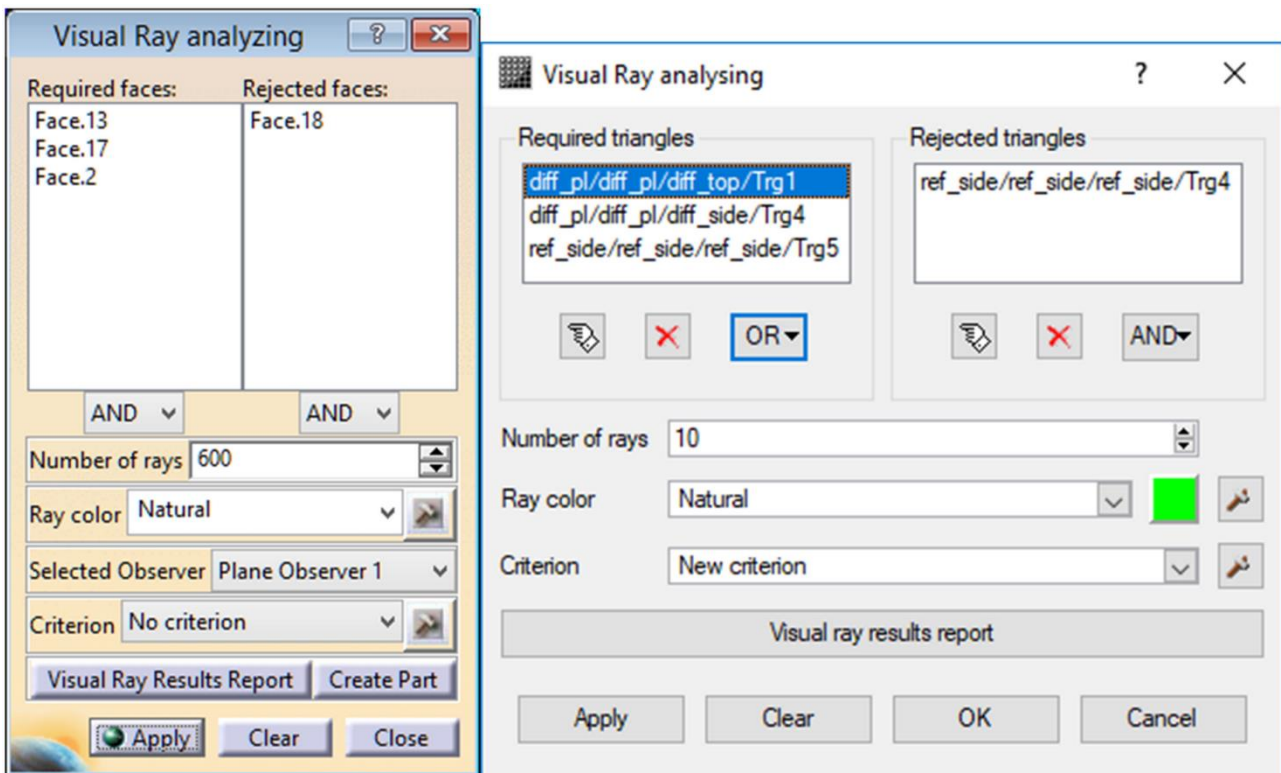 Visual Ray analyzing ?
Required faces: Rejected faces:
Face.13 Face.18
Face.17
Face.2
AND AND
Number of rays 600
Ray color Natural
Selected Observer Plane Observer 1
Criterion No criterion
Visual Ray Results Report Create Part
Apply Clear Close
Visual Ray analysing ?
Required triangles Rejected triangles
diff_pl/diff_pl/diff_top/Trg1 ref_side/ref_side/ref_side/Trg4
diff_pl/diff_pl/diff_side/Trg4
ref_side/ref_side/ref_side/Trg5
OR AND
Number of rays 10
Ray color Natural
Criterion New criterion
Visual ray results report
Apply Clear OK Cancel